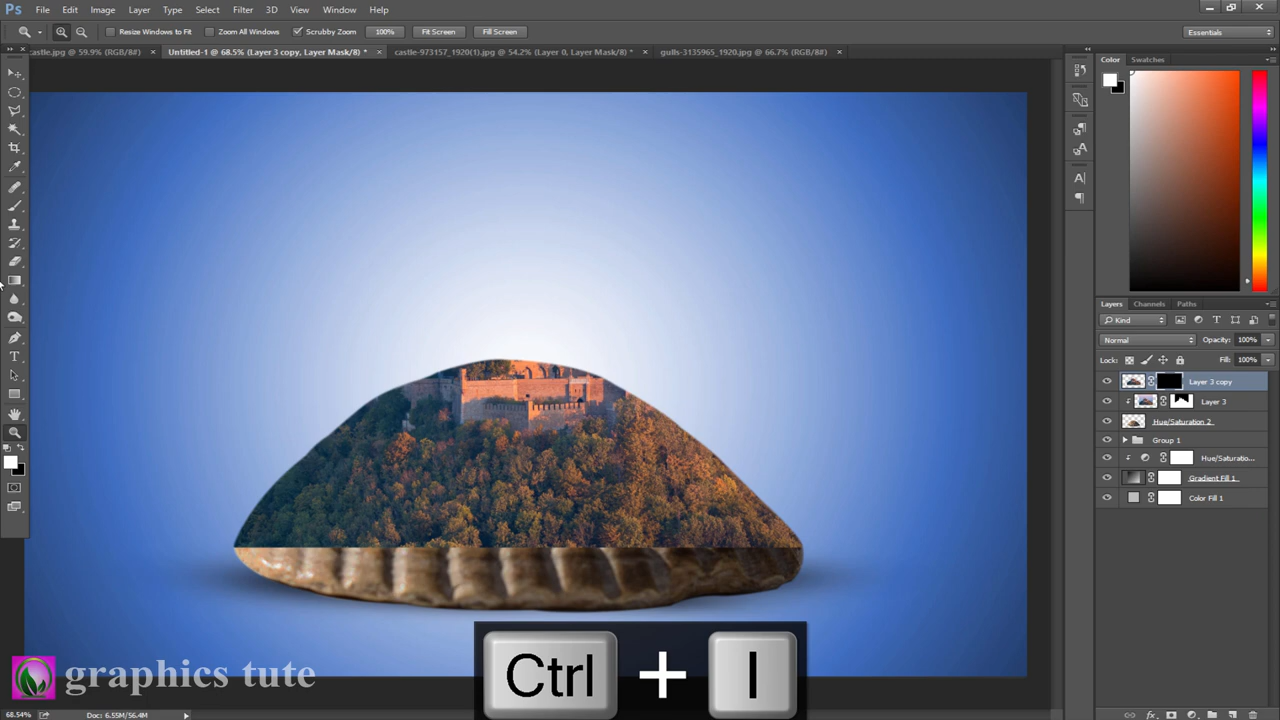 Ps File Edit Image Layer Type Select Filter 3D View Window Help
Resize Windows to Fit Zoom All Windows Scrubby Zoom 100% Fit Screen Fill Screen Essentials
castle.jpg @ 59.9% (RGB/8#) × Untitled-1 @ 68.5% (Layer 3 copy, Layer Mask/8) * × castle-973157_1920(1).jpg @ 54.2% (Layer 0, Layer Mask/8) * × gulls-3135965_1920.jpg @ 66.7% (RGB/8#) ×
Color Swatches
Layers Channels Paths
Kind
Normal Opacity: 100%
Lock: Fill: 100%
Layer 3 copy
Layer 3
Hue/Saturation 2
Group 1
Hue/Saturatio...
Gradient Fill 1
Color Fill 1
graphics tute
Ctrl + I
68.54% Doc: 6.55M/56.4M